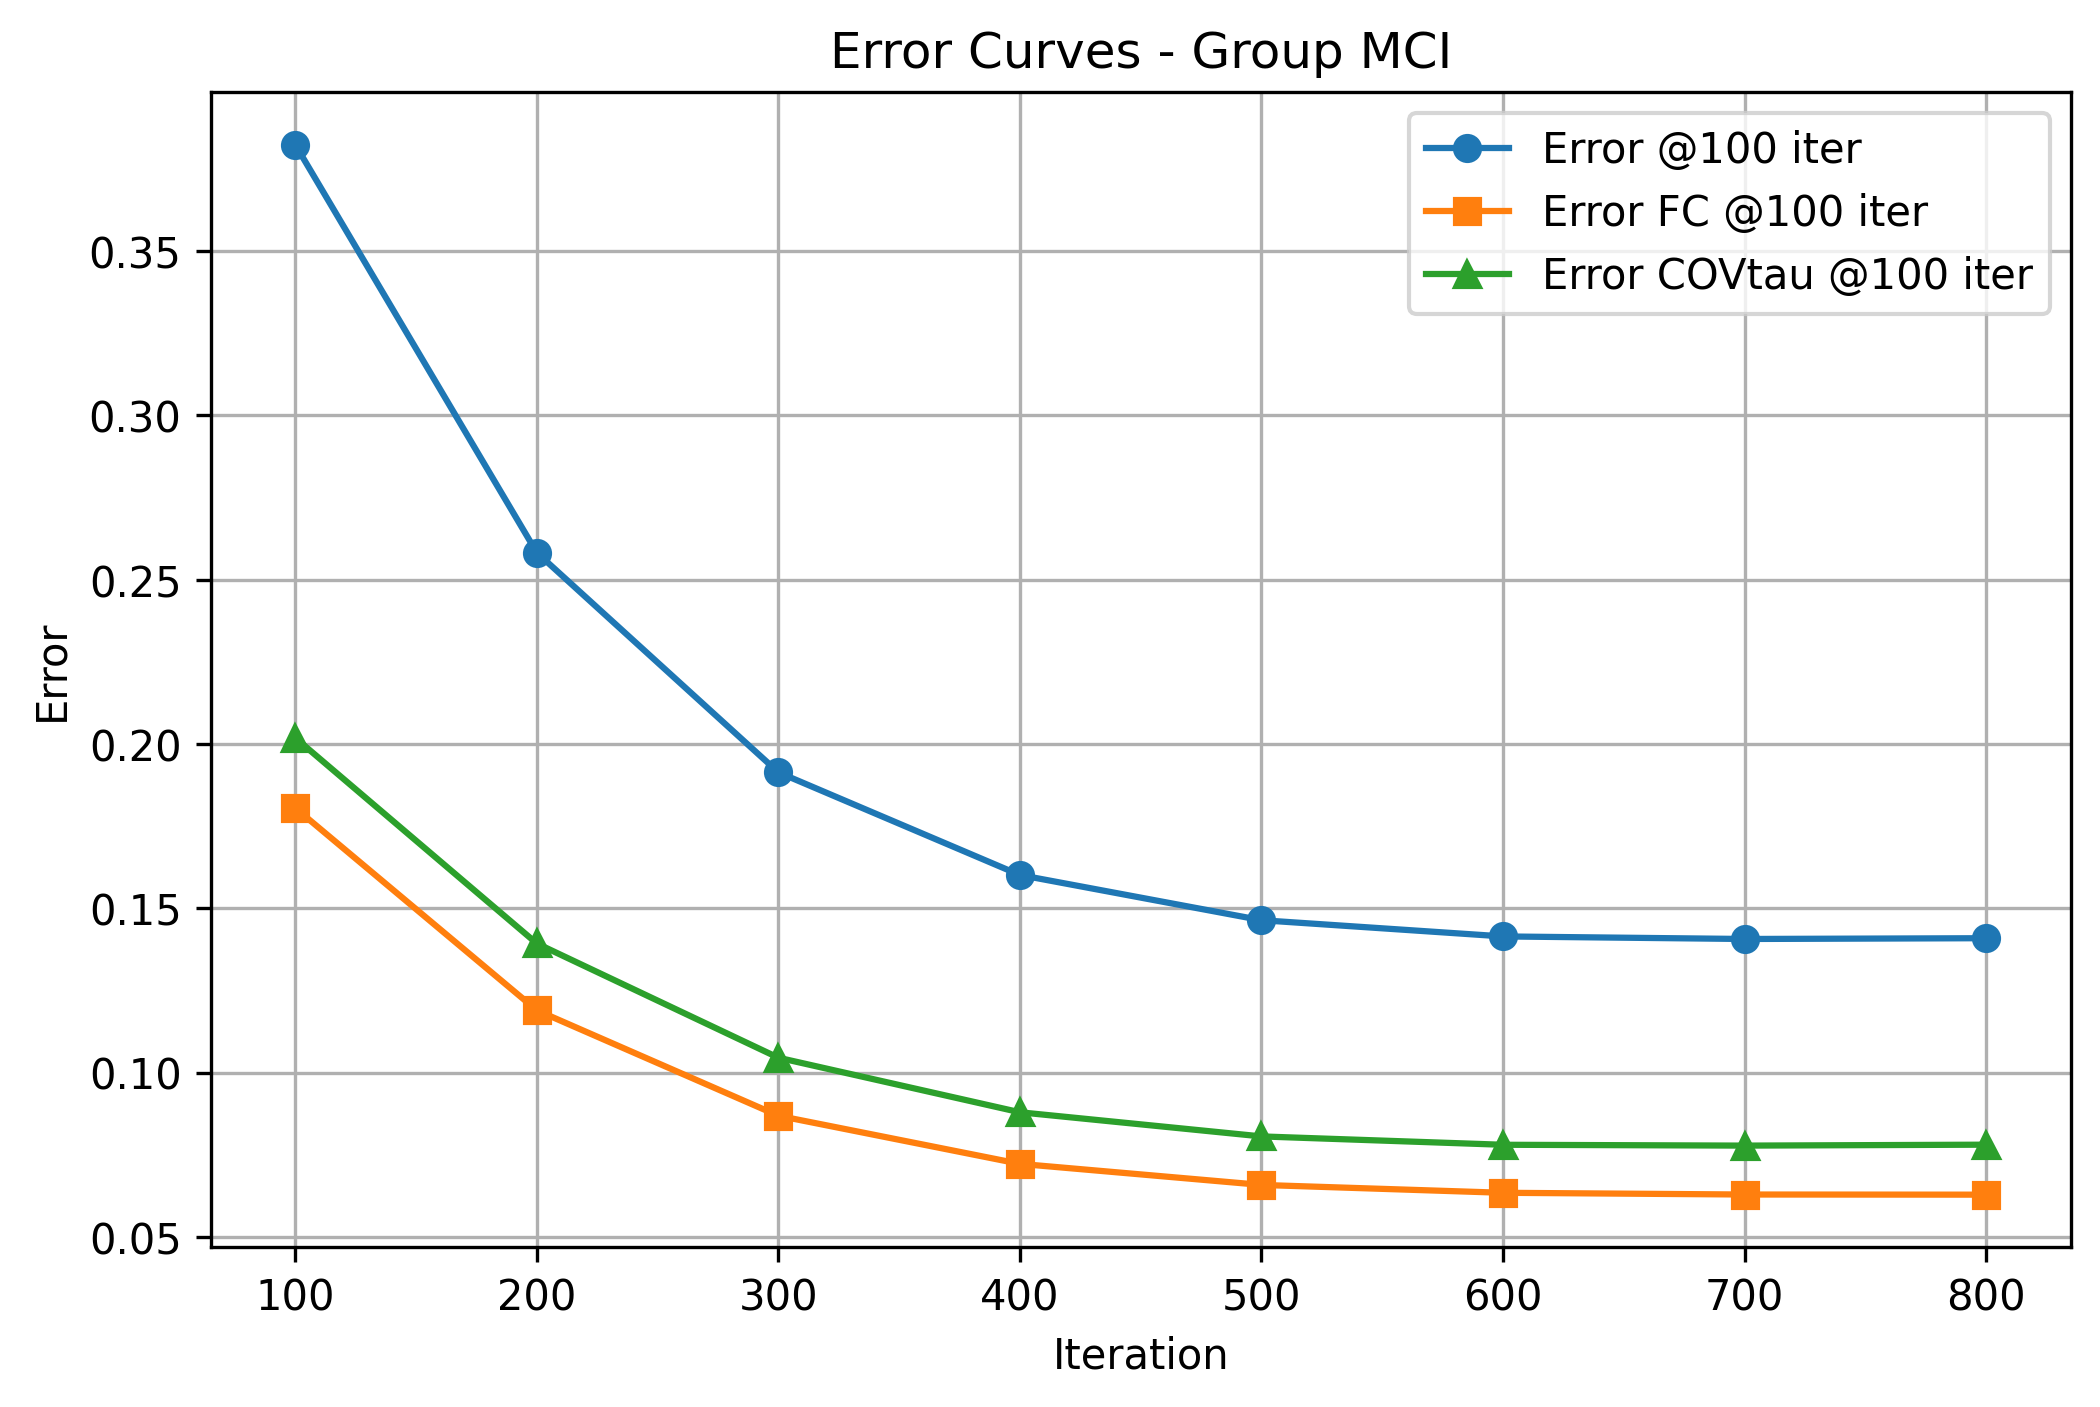 Error Curves - Group MCI
Error @100 iter
Error FC @100 iter
Error COVtau @100 iter
Error
0.35
0.30
0.25
0.20
0.15
0.10
0.05
100 200 300 400 500 600 700 800
Iteration